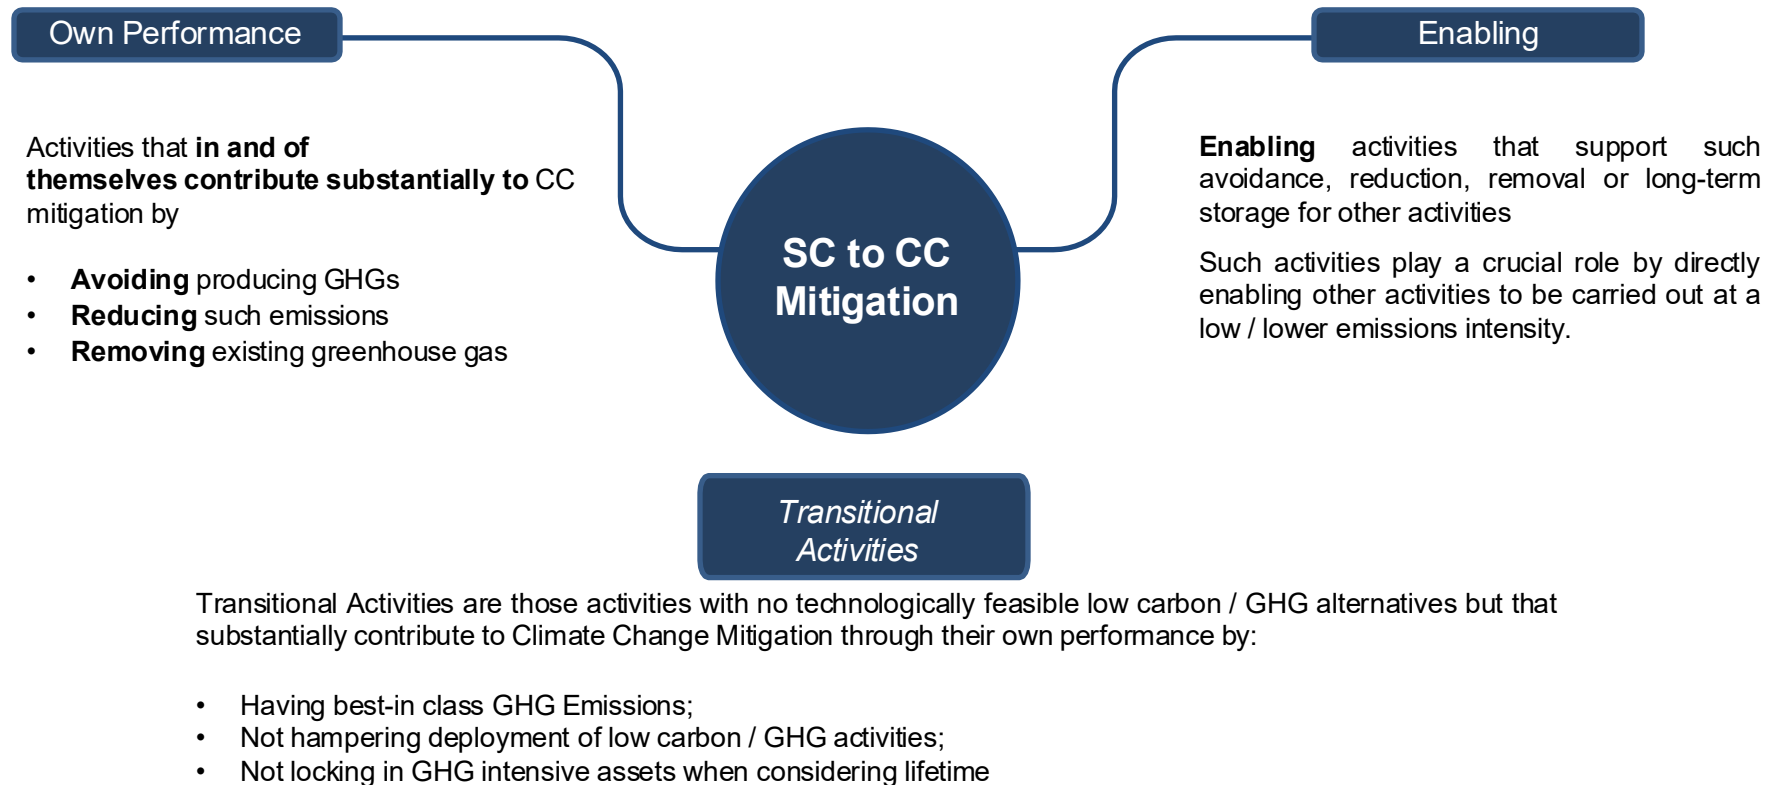 Own Performance
Activities that in and of
themselves contribute substantially to CC
mitigation by
• Avoiding producing GHGs
• Reducing such emissions
• Removing existing greenhouse gas
SC to CC
Mitigation
Enabling
Enabling activities that support such
avoidance, reduction, removal or long-term
storage for other activities
Such activities play a crucial role by directly
enabling other activities to be carried out at a
low / lower emissions intensity.
Transitional
Activities
Transitional Activities are those activities with no technologically feasible low carbon / GHG alternatives but that
substantially contribute to Climate Change Mitigation through their own performance by:
• Having best-in class GHG Emissions;
• Not hampering deployment of low carbon / GHG activities;
• Not locking in GHG intensive assets when considering lifetime